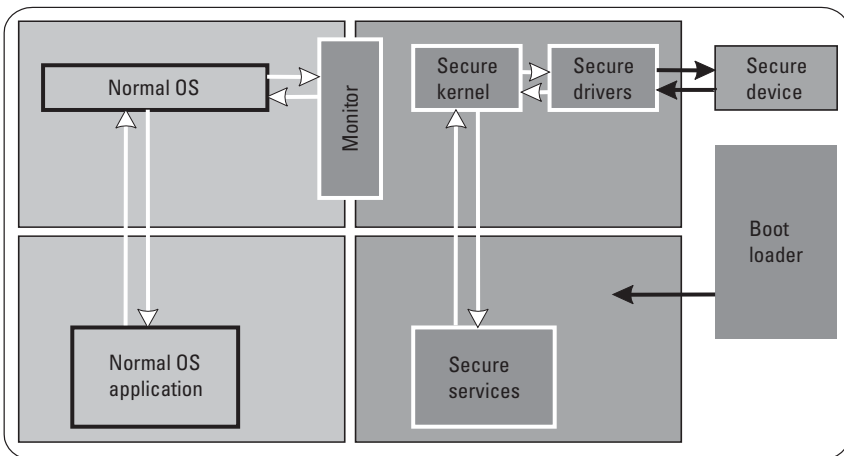 Normal OS
Monitor
Secure
kernel
Secure
drivers
Secure
device
Boot
loader
Normal OS
application
Secure
services